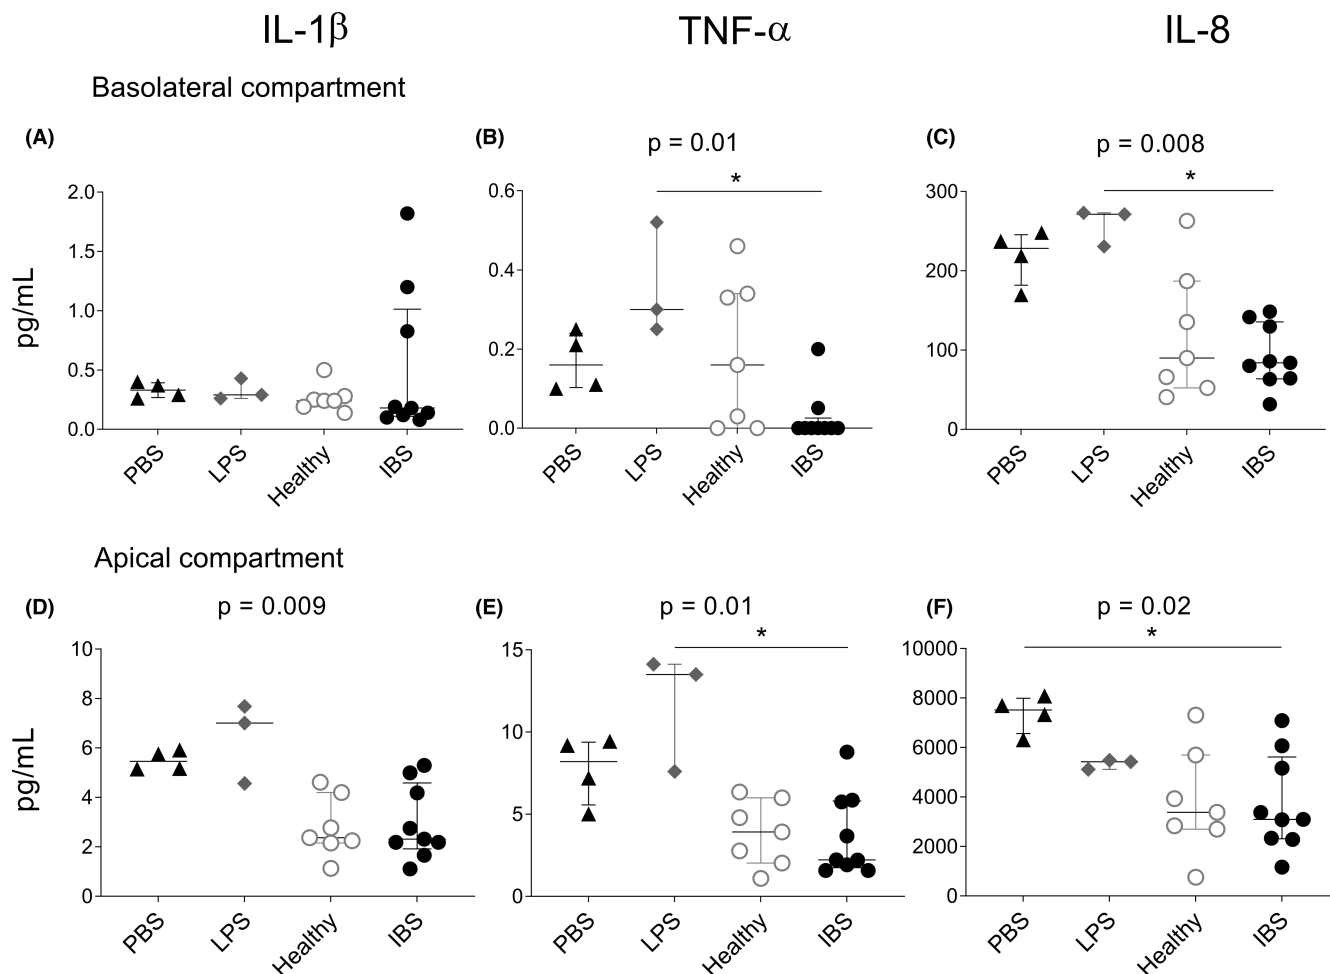 IL-1β TNF-α IL-8
Basolateral compartment
(A) (B) (C)
p = 0.01 p = 0.008
* *
pg/mL
2.0
1.5
1.0
0.5
0.0
PBS LPS Healthy IBS
0.6
0.4
0.2
0.0
PBS LPS Healthy IBS
300
200
100
0
PBS LPS Healthy IBS
Apical compartment
(D) (E) (F)
p = 0.009 p = 0.01 p = 0.02
* *
pg/mL
10
8
6
4
2
0
PBS LPS Healthy IBS
15
10
5
0
PBS LPS Healthy IBS
10000
8000
6000
4000
2000
0
PBS LPS Healthy IBS